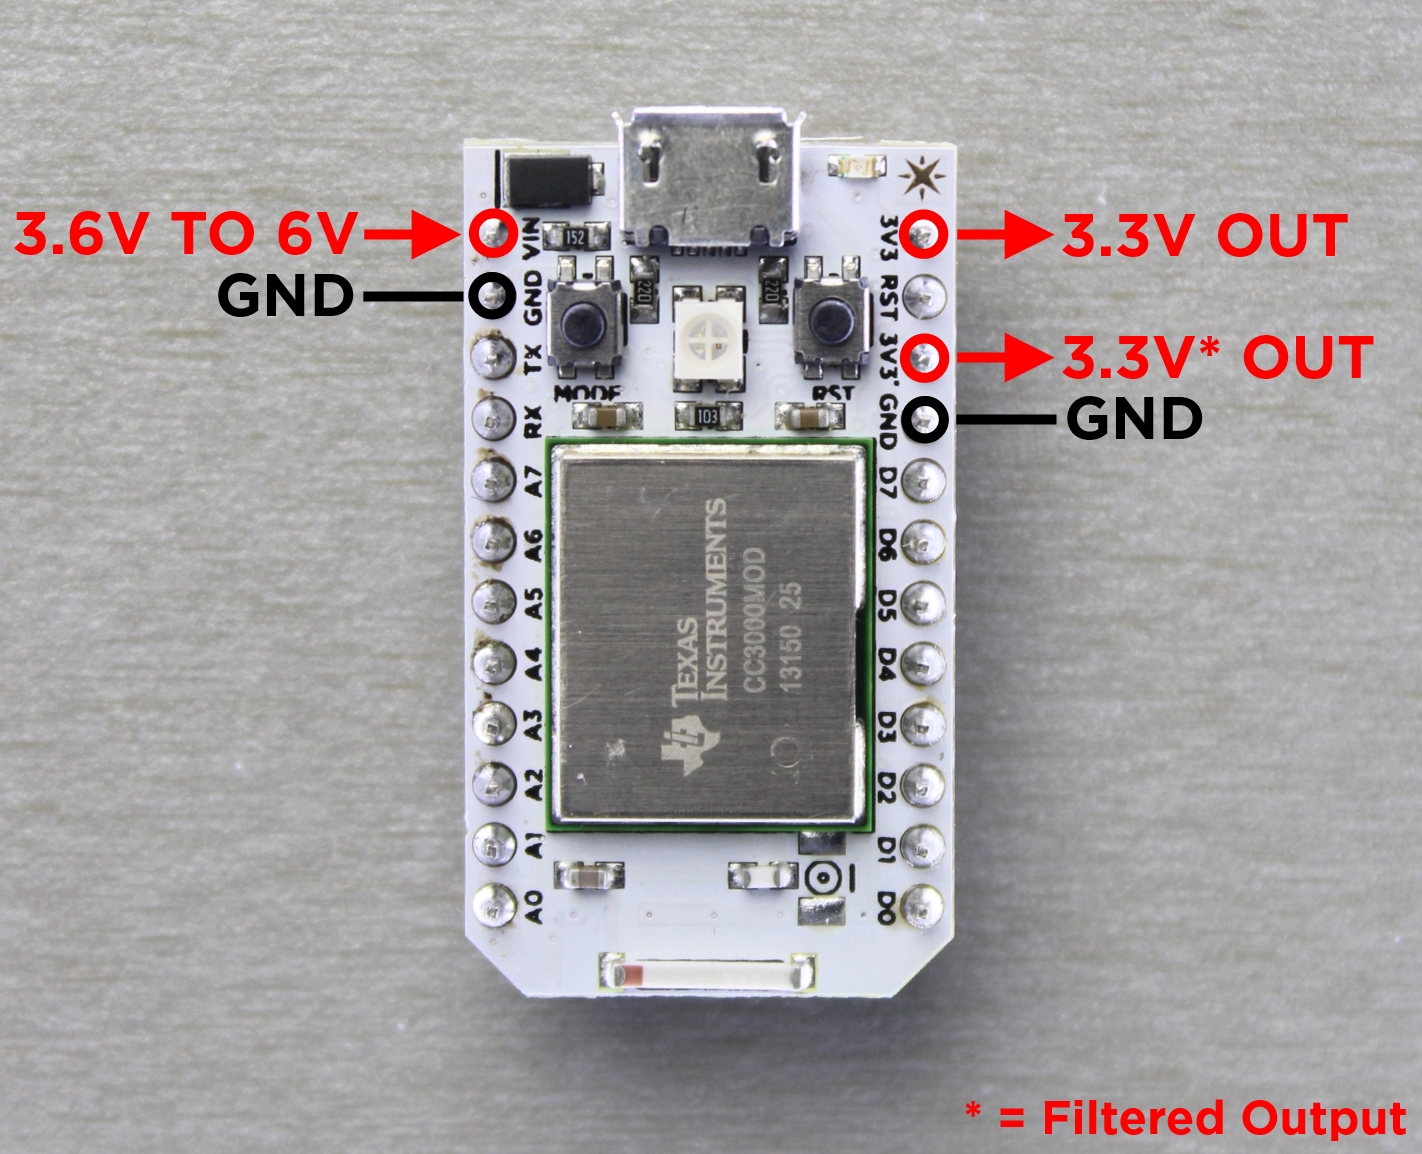 3.6V TO 6V
GND
3.3V OUT
3.3V* OUT
GND
* = Filtered Output
VIN
GND
TX
RX
A7
A6
A5
A4
A3
A2
A1
A0
3V3
RST
3V3*
GND
D7
D6
D5
D4
D3
D2
D1
D0
152
220
220
103
MODE
RST
TEXAS
INSTRUMENTS
CC3000MOD
13150 25